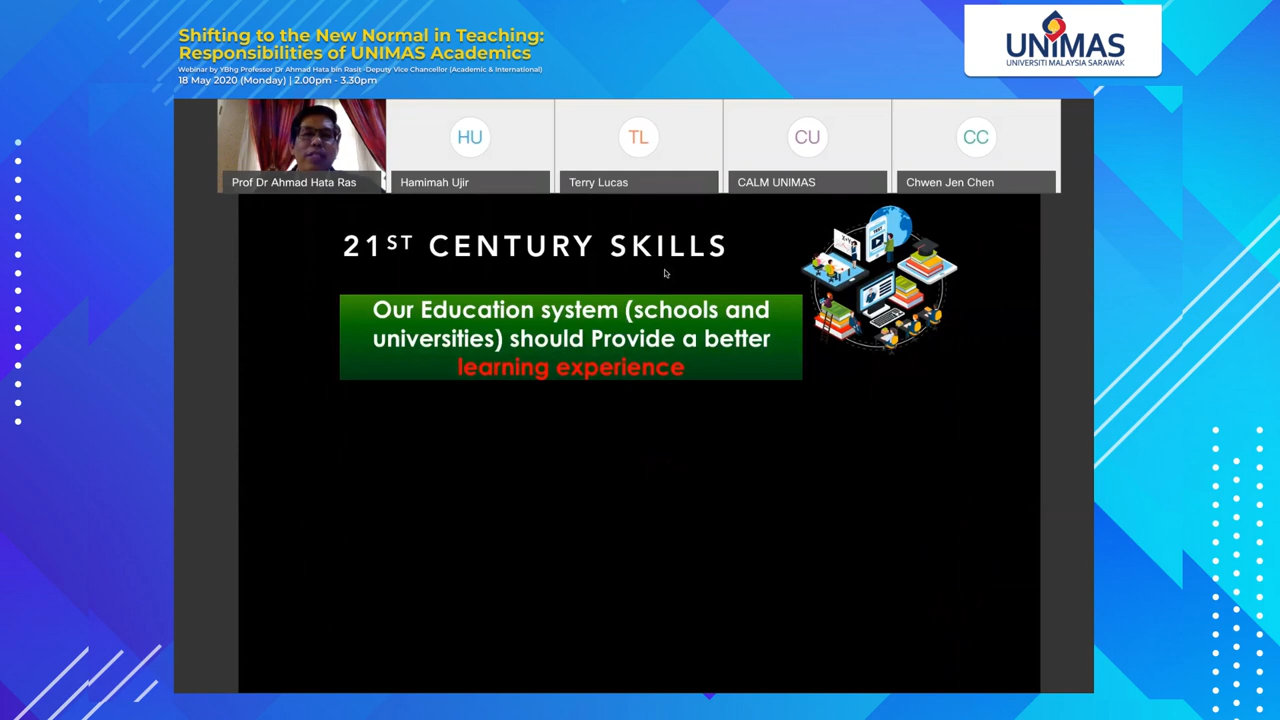 Shifting to the New Normal in Teaching:
Responsibilities of UNIMAS Academics
Webinar by YBhg Professor Dr Ahmad Hata bin Rasit -Deputy Vice Chancellor (Academic & International)
18 May 2020 (Monday) | 2.00pm - 3.30pm
UNIMAS
UNIVERSITI MALAYSIA SARAWAK
HU
TL
CU
CC
Prof Dr Ahmad Hata Ras
Hamimah Ujir
Terry Lucas
CALM UNIMAS
Chwen Jen Chen
21ST CENTURY SKILLS
TEST
Our Education system (schools and
universities) should Provide a better
learning experience